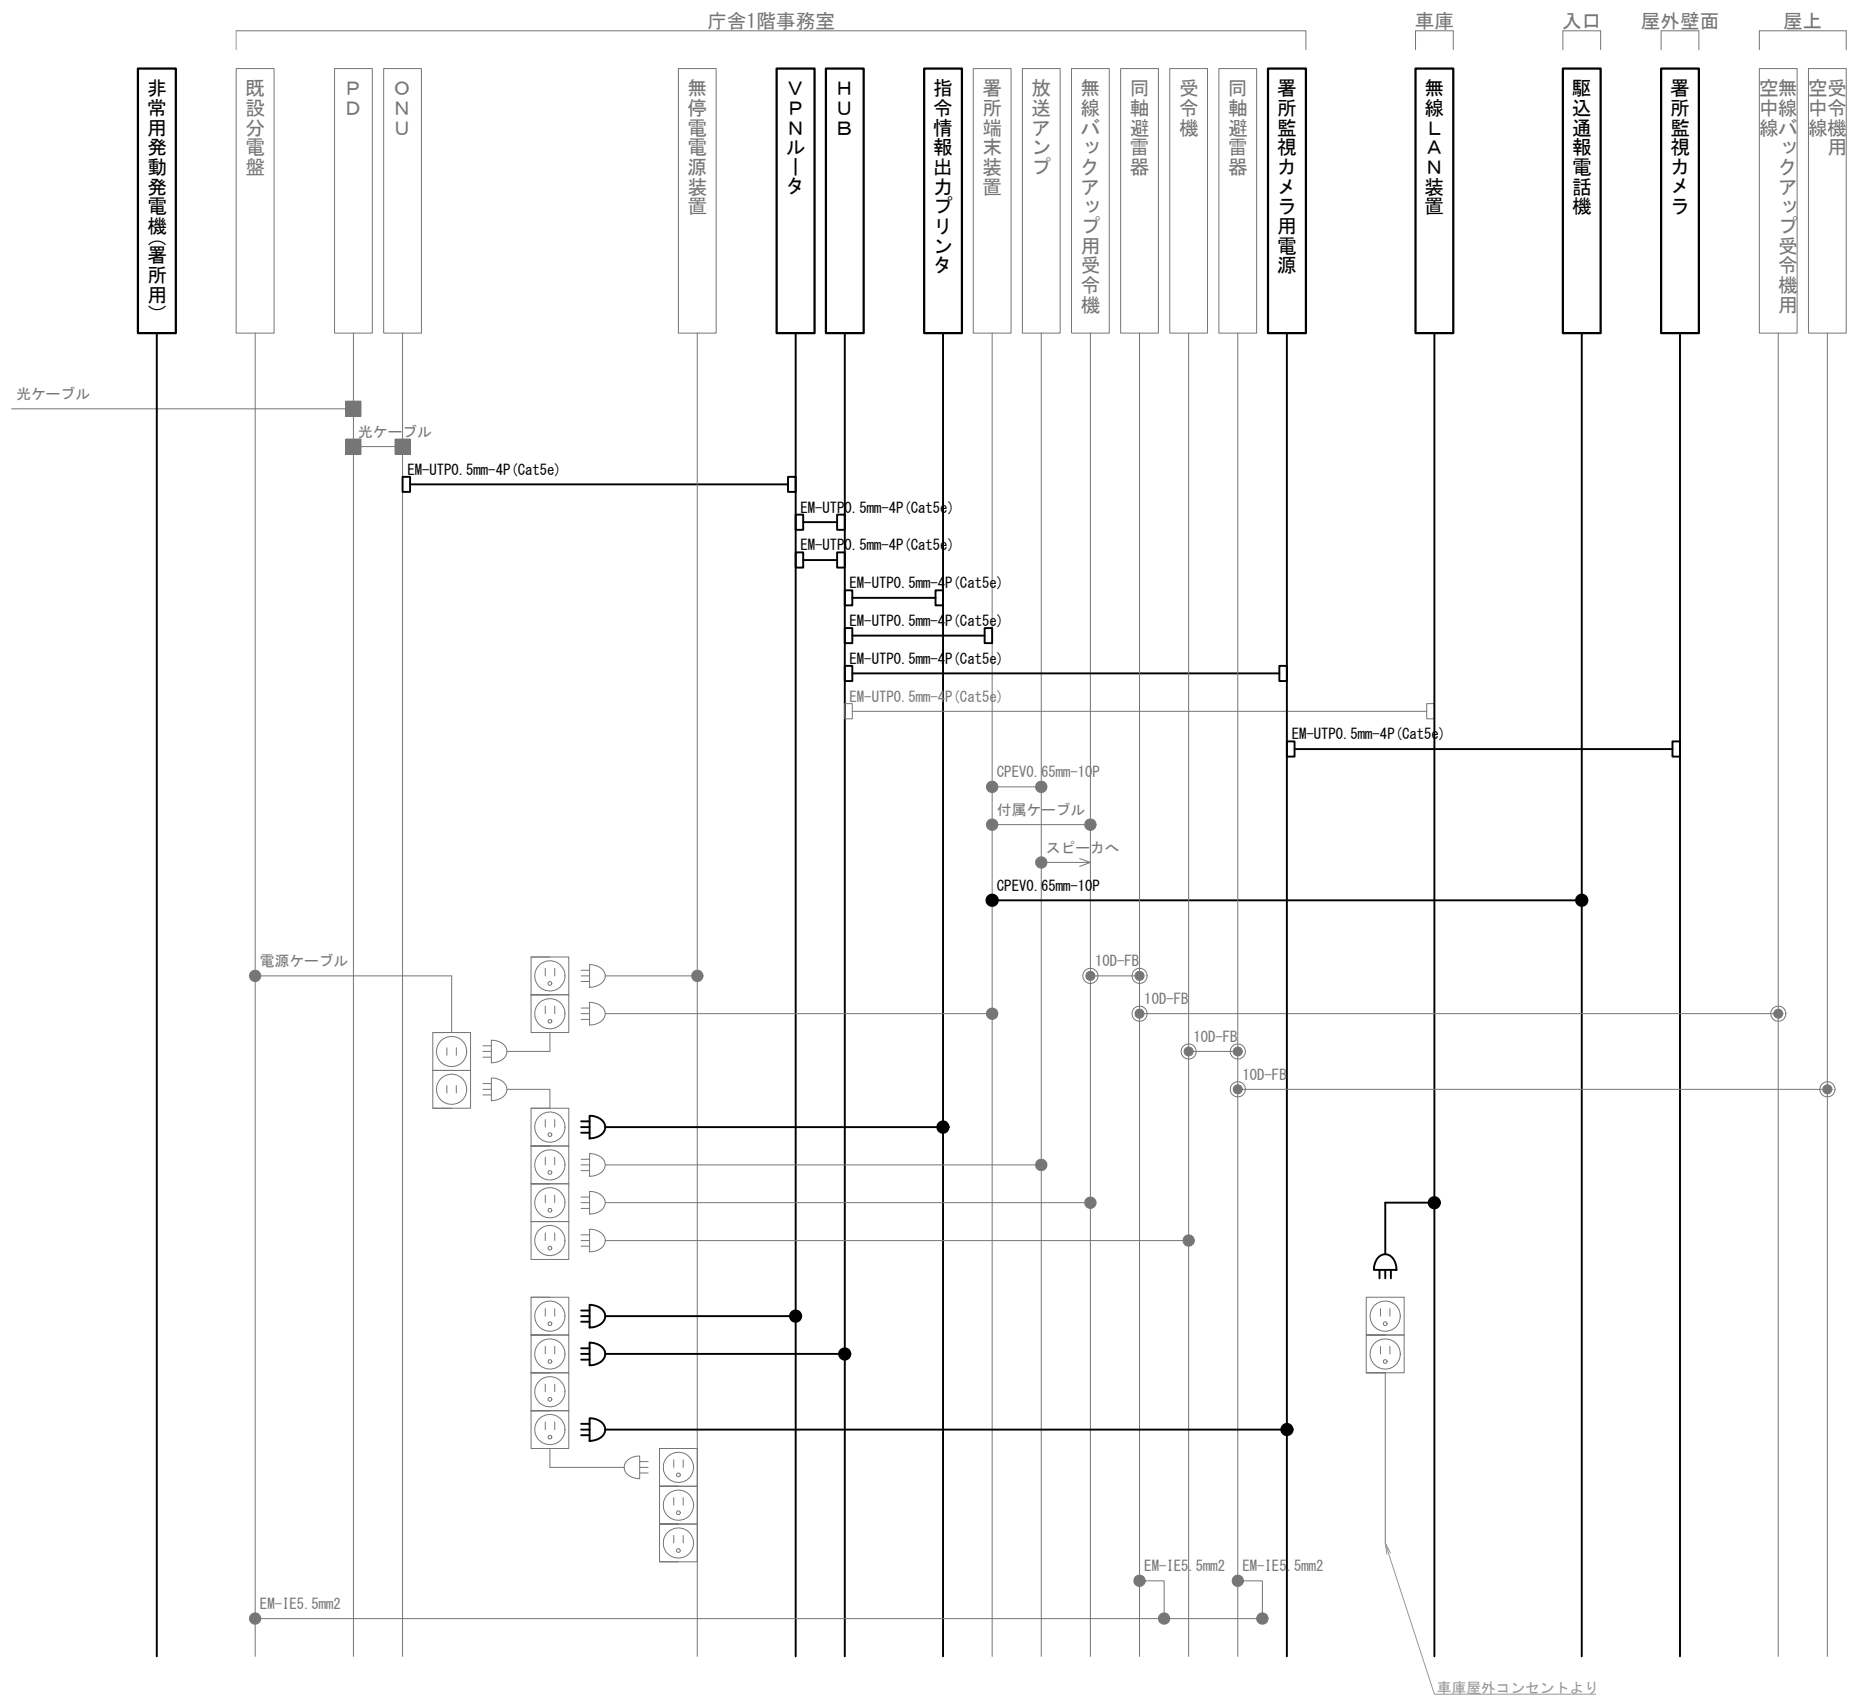 庁舎1階事務室
車庫
入口
屋外壁面
屋上
非常用発動発電機(署所用)
既設分電盤
PD
ONU
無停電電源装置
VPNルータ
HUB
指令情報出力プリンタ
署所端末装置
放送アンプ
無線バックアップ用受令機
同軸避雷器
受令機
同軸避雷器
署所監視カメラ用電源
無線LAN装置
駆込通報電話機
署所監視カメラ
無線バックアップ受令機用
空中線
受令機用
空中線
光ケーブル
光ケーブル
EM-UTP0.5mm-4P(Cat5e)
EM-UTP0.5mm-4P(Cat5e)
EM-UTP0.5mm-4P(Cat5e)
EM-UTP0.5mm-4P(Cat5e)
EM-UTP0.5mm-4P(Cat5e)
EM-UTP0.5mm-4P(Cat5e)
EM-UTP0.5mm-4P(Cat5e)
EM-UTP0.5mm-4P(Cat5e)
CPEV0.65mm-10P
付属ケーブル
スピーカへ
CPEV0.65mm-10P
電源ケーブル
10D-FB
10D-FB
10D-FB
10D-FB
EM-IE5.5mm2
EM-IE5.5mm2
EM-IE5.5mm2
車庫屋外コンセントより